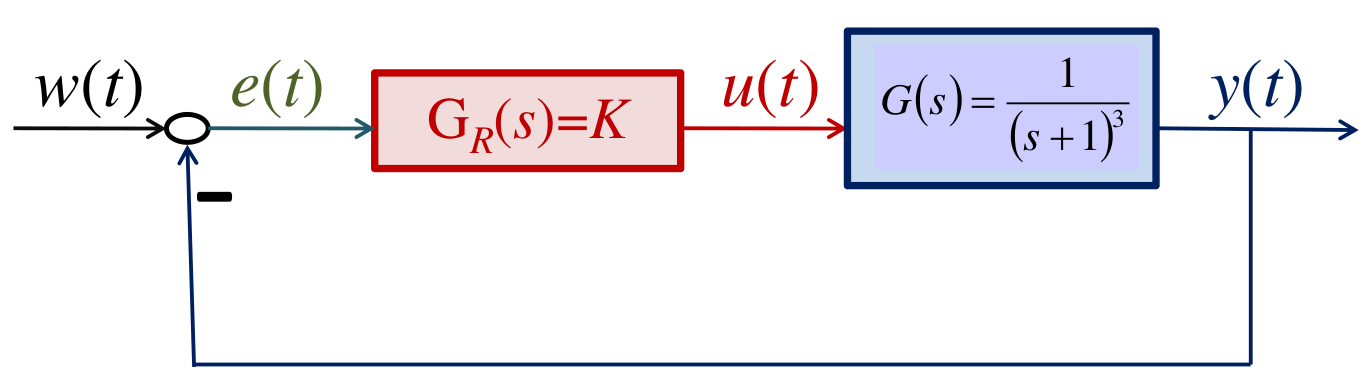 w(t)
e(t)
G_R(s)=K
u(t)
G(s) = 1/(s+1)^3
y(t)
-